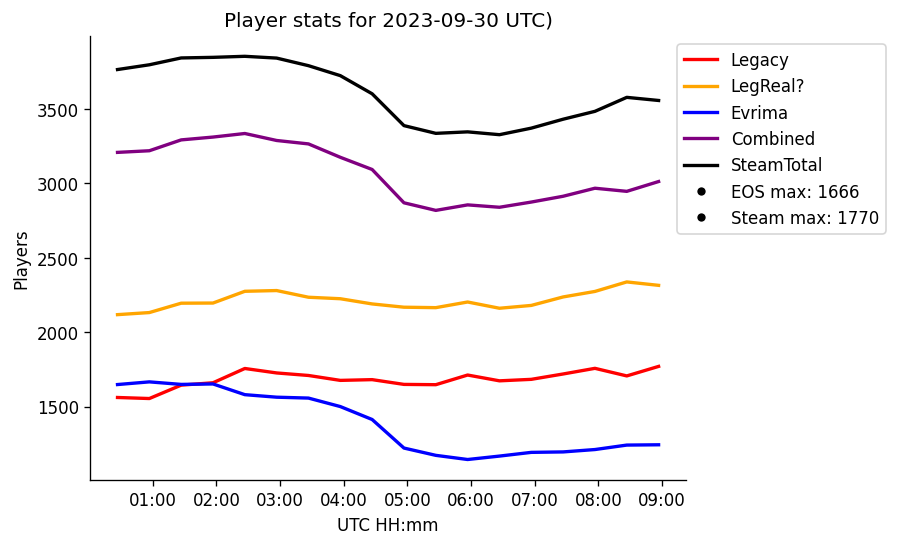 Player stats for 2023-09-30 UTC)
Legacy
LegReal?
Evrima
Combined
SteamTotal
EOS max: 1666
Steam max: 1770
Players
3500
3000
2500
2000
1500
01:00 02:00 03:00 04:00 05:00 06:00 07:00 08:00 09:00
UTC HH:mm